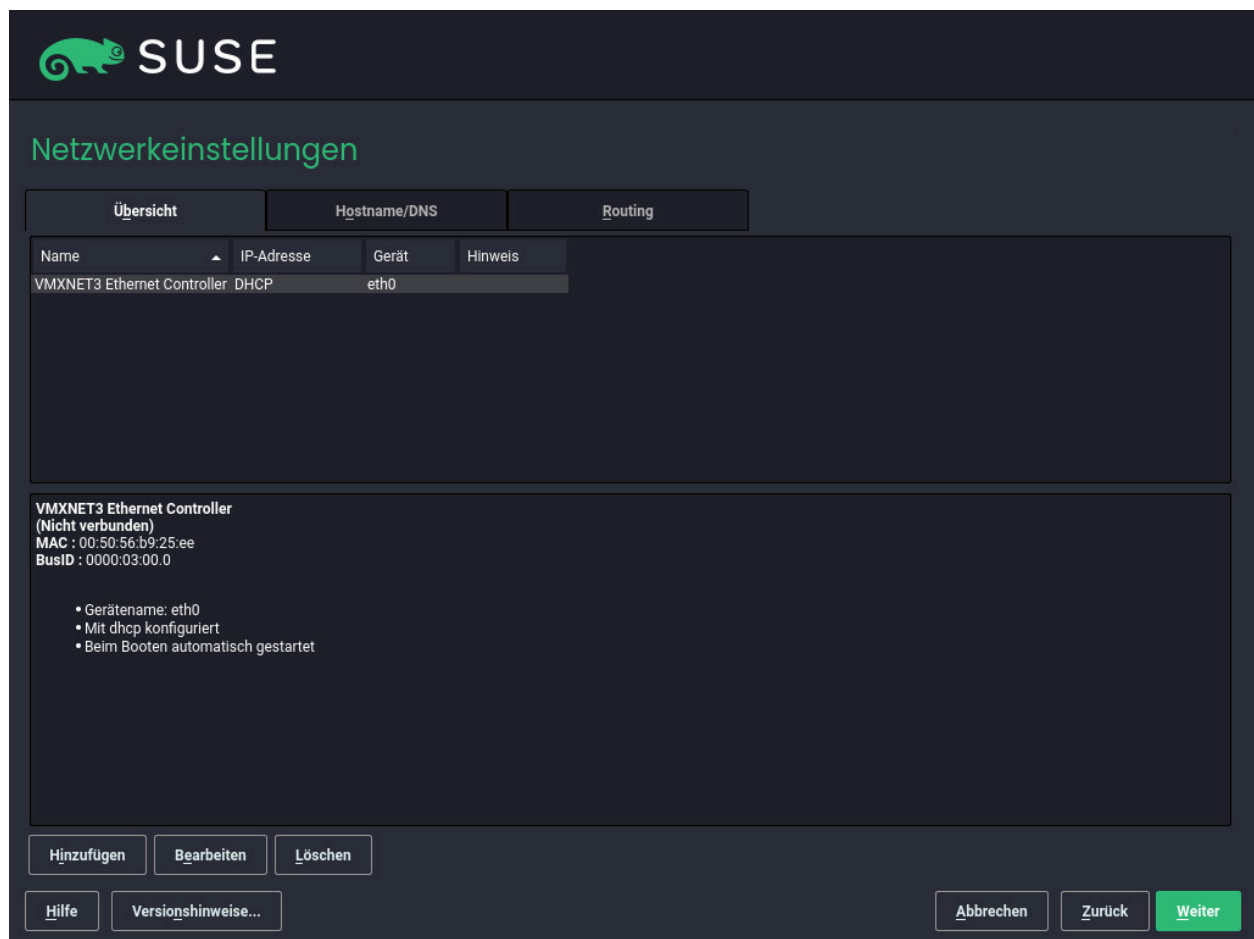 SUSE
Netzwerkeinstellungen
Übersicht Hostname/DNS Routing
Name IP-Adresse Gerät Hinweis
VMXNET3 Ethernet Controller DHCP eth0
VMXNET3 Ethernet Controller
(Nicht verbunden)
MAC : 00:50:56:b9:25:ee
BusID : 0000:03:00.0
• Gerätename: eth0
• Mit dhcp konfiguriert
• Beim Booten automatisch gestartet
Hinzufügen Bearbeiten Löschen
Hilfe Versionshinweise... Abbrechen Zurück Weiter